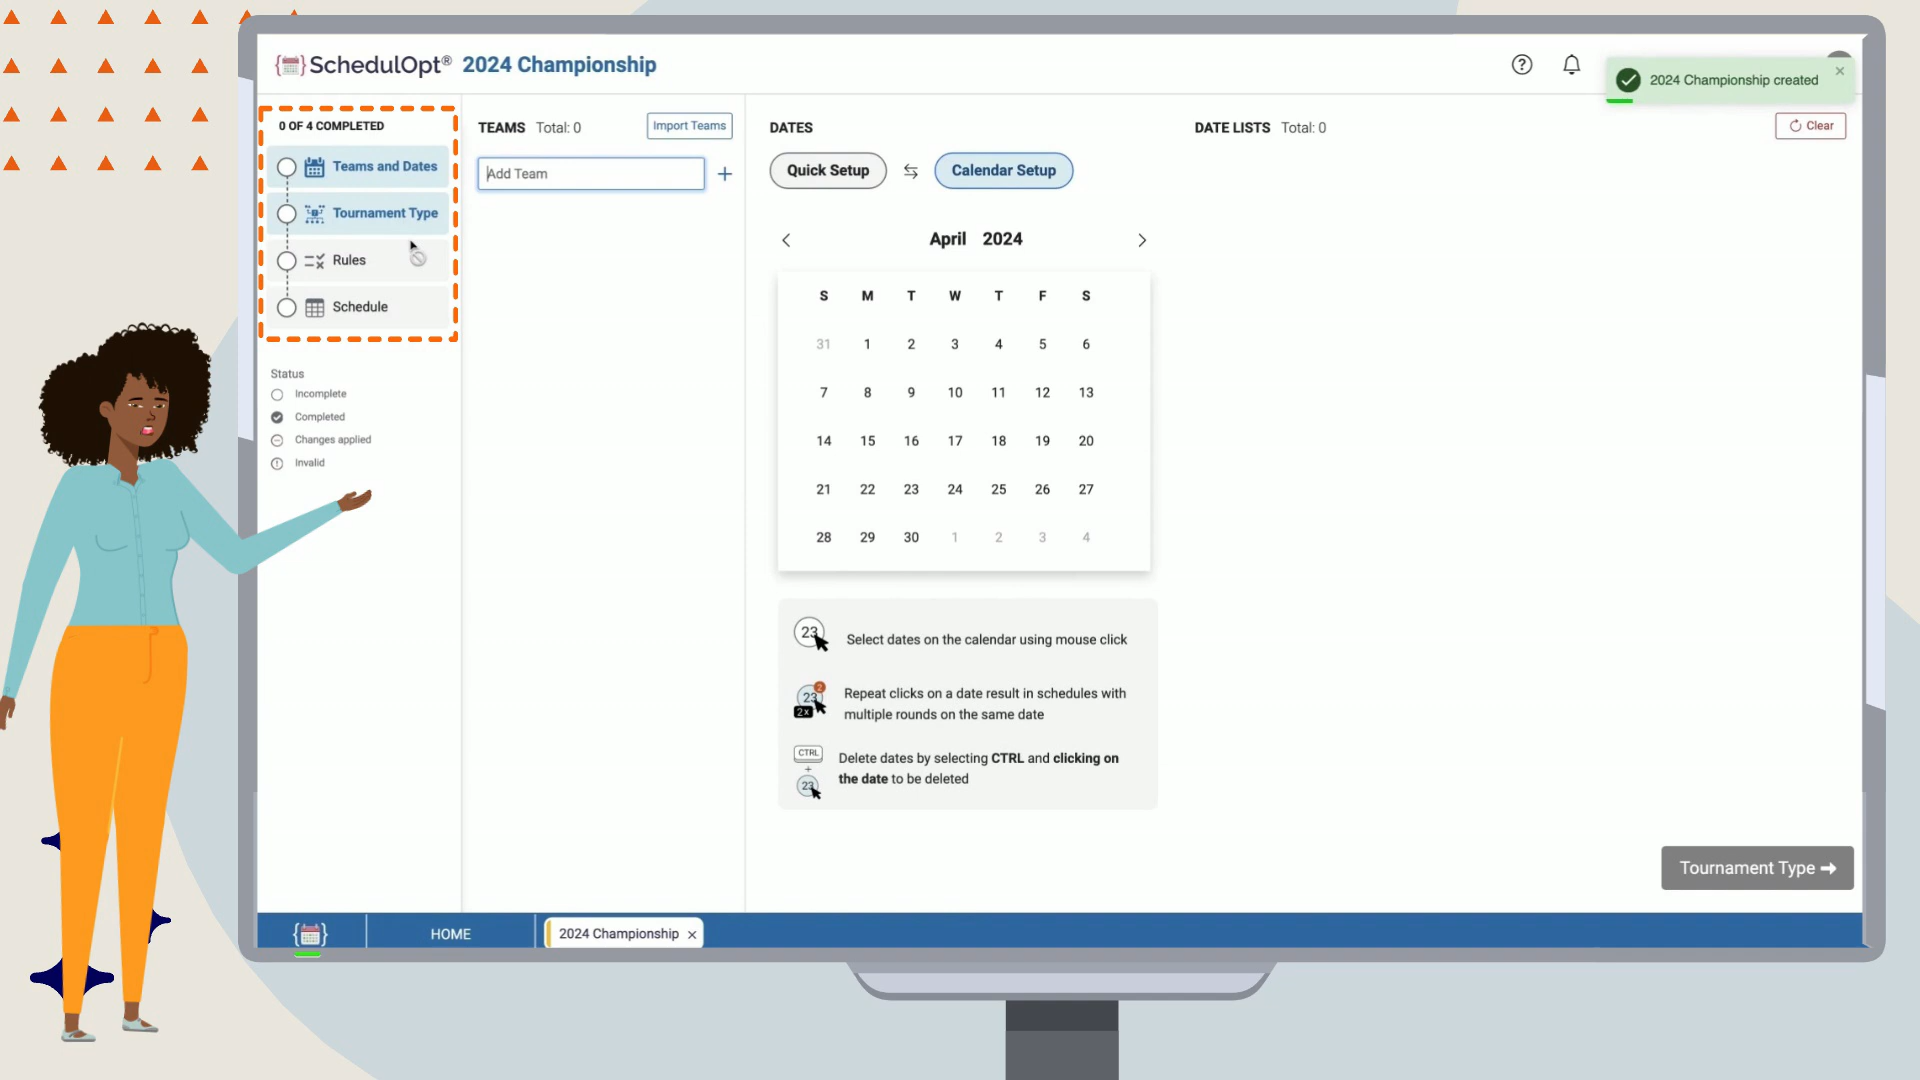 SchedulOpt® 2024 Championship
2024 Championship created
0 OF 4 COMPLETED
Teams and Dates
Tournament Type
Rules
Schedule
Status
Incomplete
Completed
Changes applied
Invalid
TEAMS Total: 0
Import Teams
Add Team
DATES
Quick Setup
Calendar Setup
April 2024
S M T W T F S
31 1 2 3 4 5 6
7 8 9 10 11 12 13
14 15 16 17 18 19 20
21 22 23 24 25 26 27
28 29 30 1 2 3 4
23
Select dates on the calendar using mouse click
2
23
2x
Repeat clicks on a date result in schedules with
multiple rounds on the same date
CTRL
+
23
Delete dates by selecting CTRL and clicking on
the date to be deleted
DATE LISTS Total: 0
Clear
Tournament Type
HOME
2024 Championship